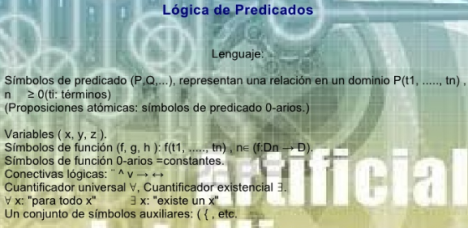 Lógica de Predicados
Lenguaje:
Símbolos de predicado (P,Q,...), representan una relación en un dominio P(t1, ....., tn) ,
n ≥ 0(ti: términos)
(Proposiciones atómicas: símbolos de predicado 0-arios.)
Variables ( x, y, z ).
Símbolos de función (f, g, h ): f(t1, ....., tn) , n∈ (f:Dn → D).
Símbolos de función 0-arios =constantes.
Conectivas lógicas: ¨ ^ v → ↔
Cuantificador universal ∀, Cuantificador existencial ∃.
∀ x: "para todo x" ∃ x: "existe un x"
Un conjunto de símbolos auxiliares: ( { , etc.
artificial